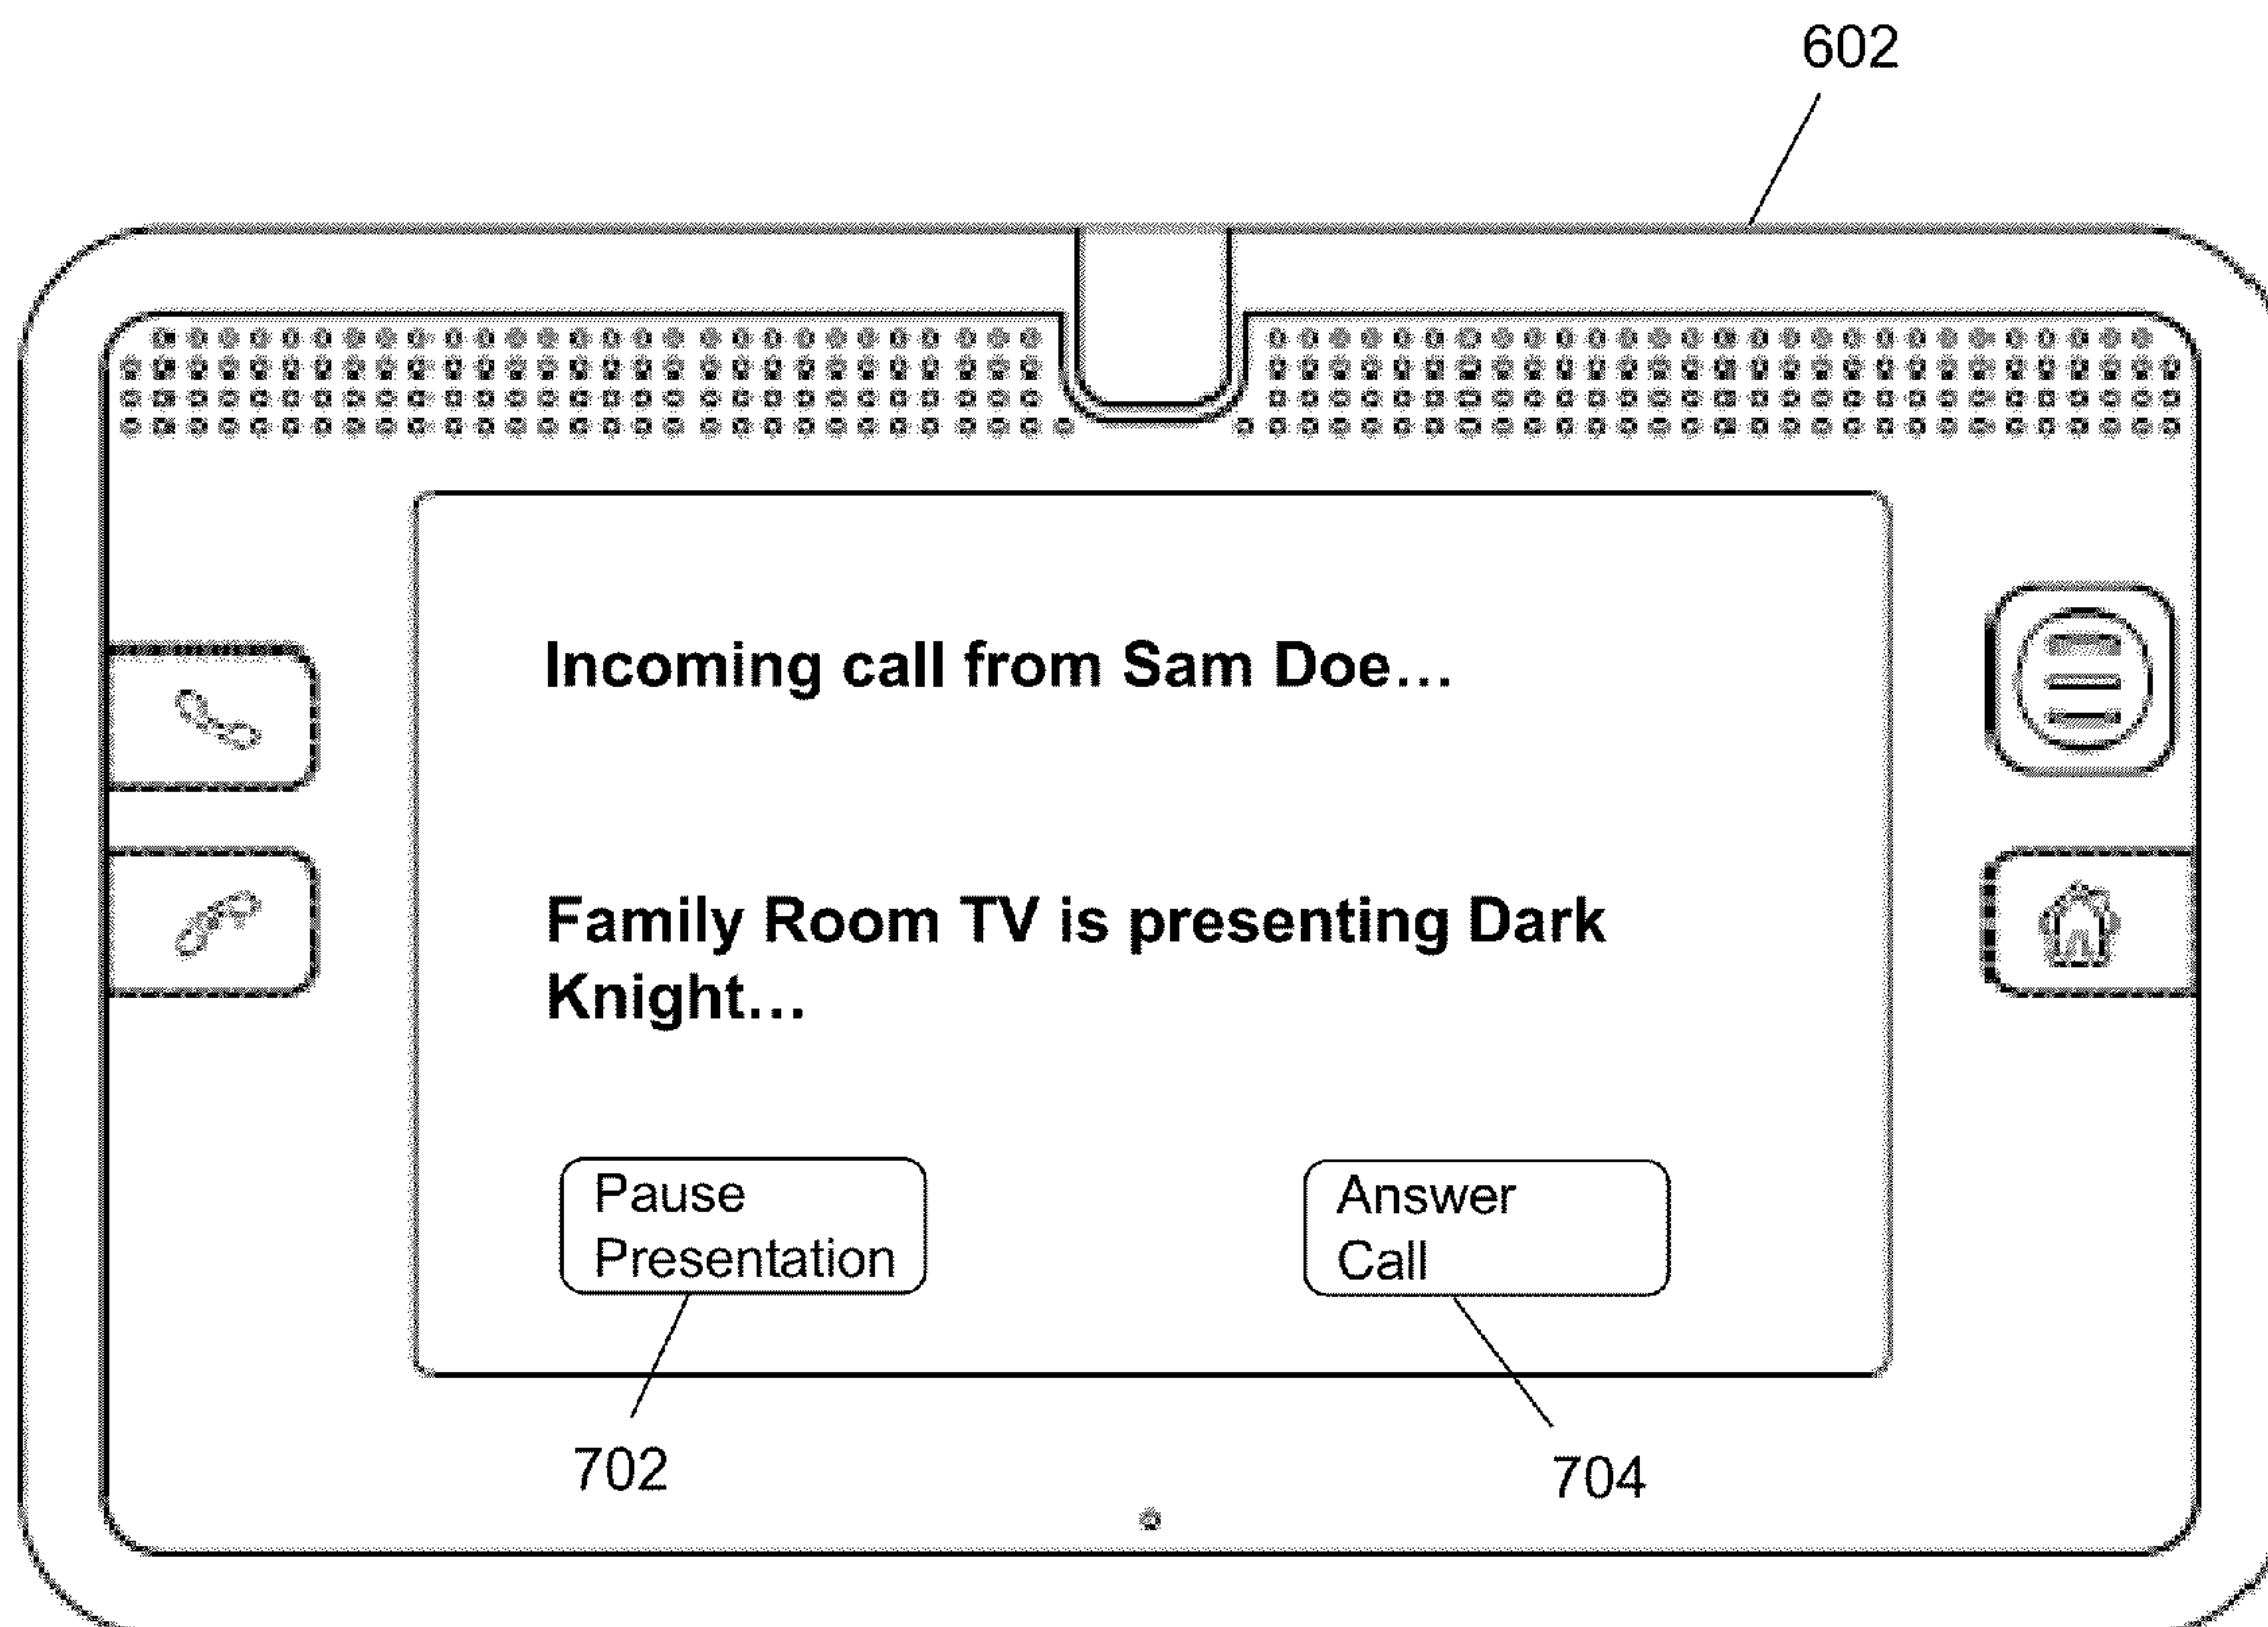 602
Incoming call from Sam Doe...
Family Room TV is presenting Dark
Knight...
Pause
Presentation
Answer
Call
702
704